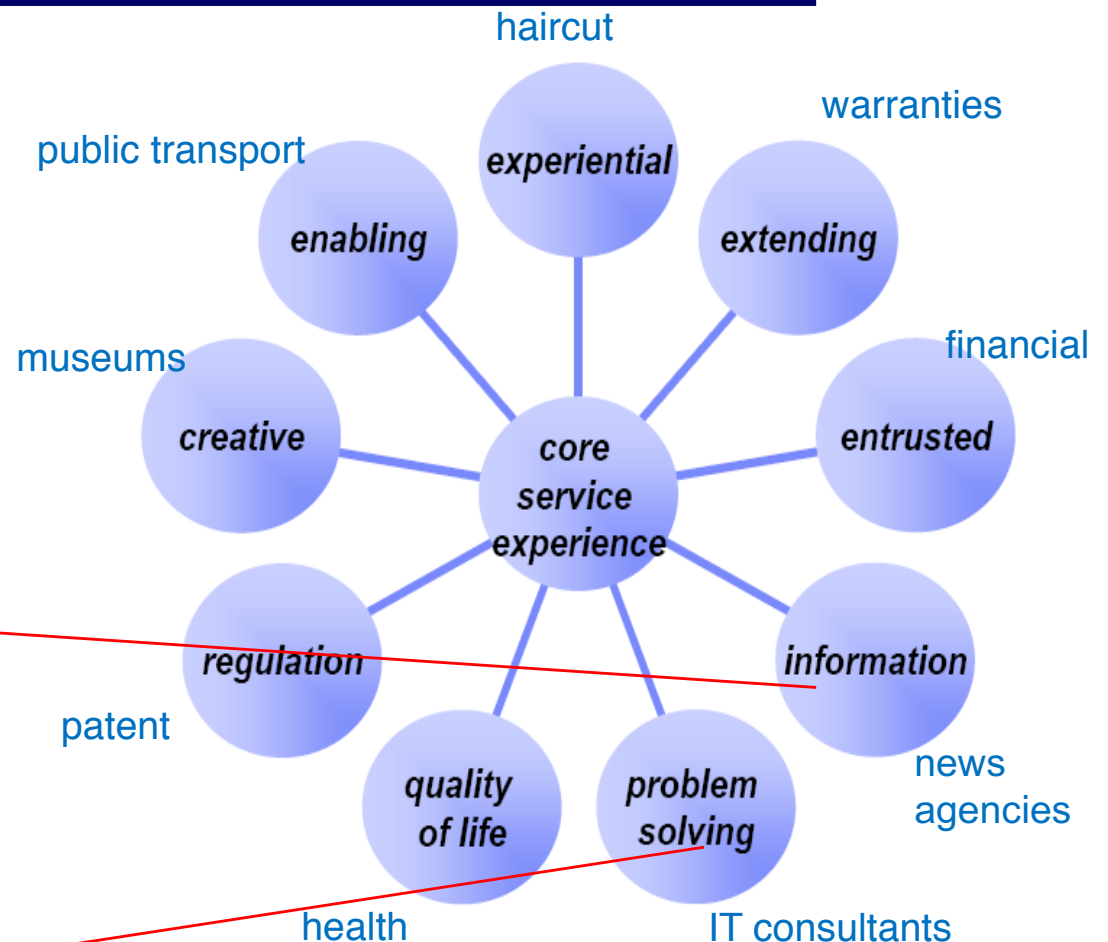 haircut
experiential
warranties
extending
public transport
enabling
financial
entrusted
museums
creative
core
service
experience
regulation
patent
information
news
agencies
quality
of life
health
problem
solving
IT consultants